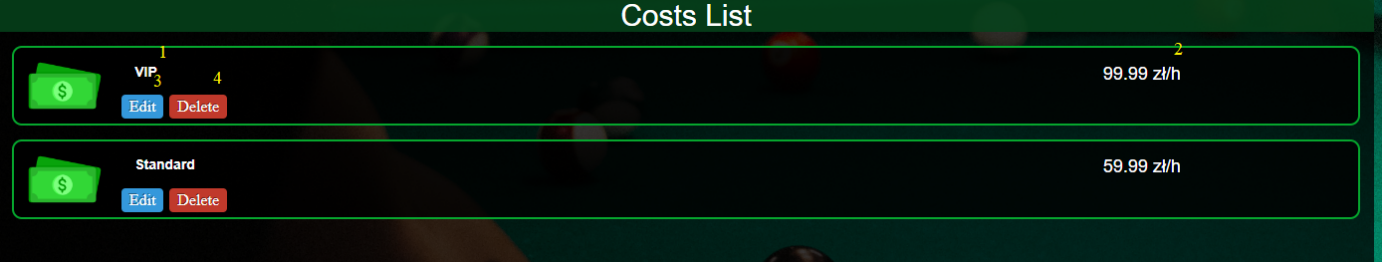 Costs List
1
2
VIP
99.99 zł/h
3
4
$
Edit Delete
Standard
59.99 zł/h
$
Edit Delete